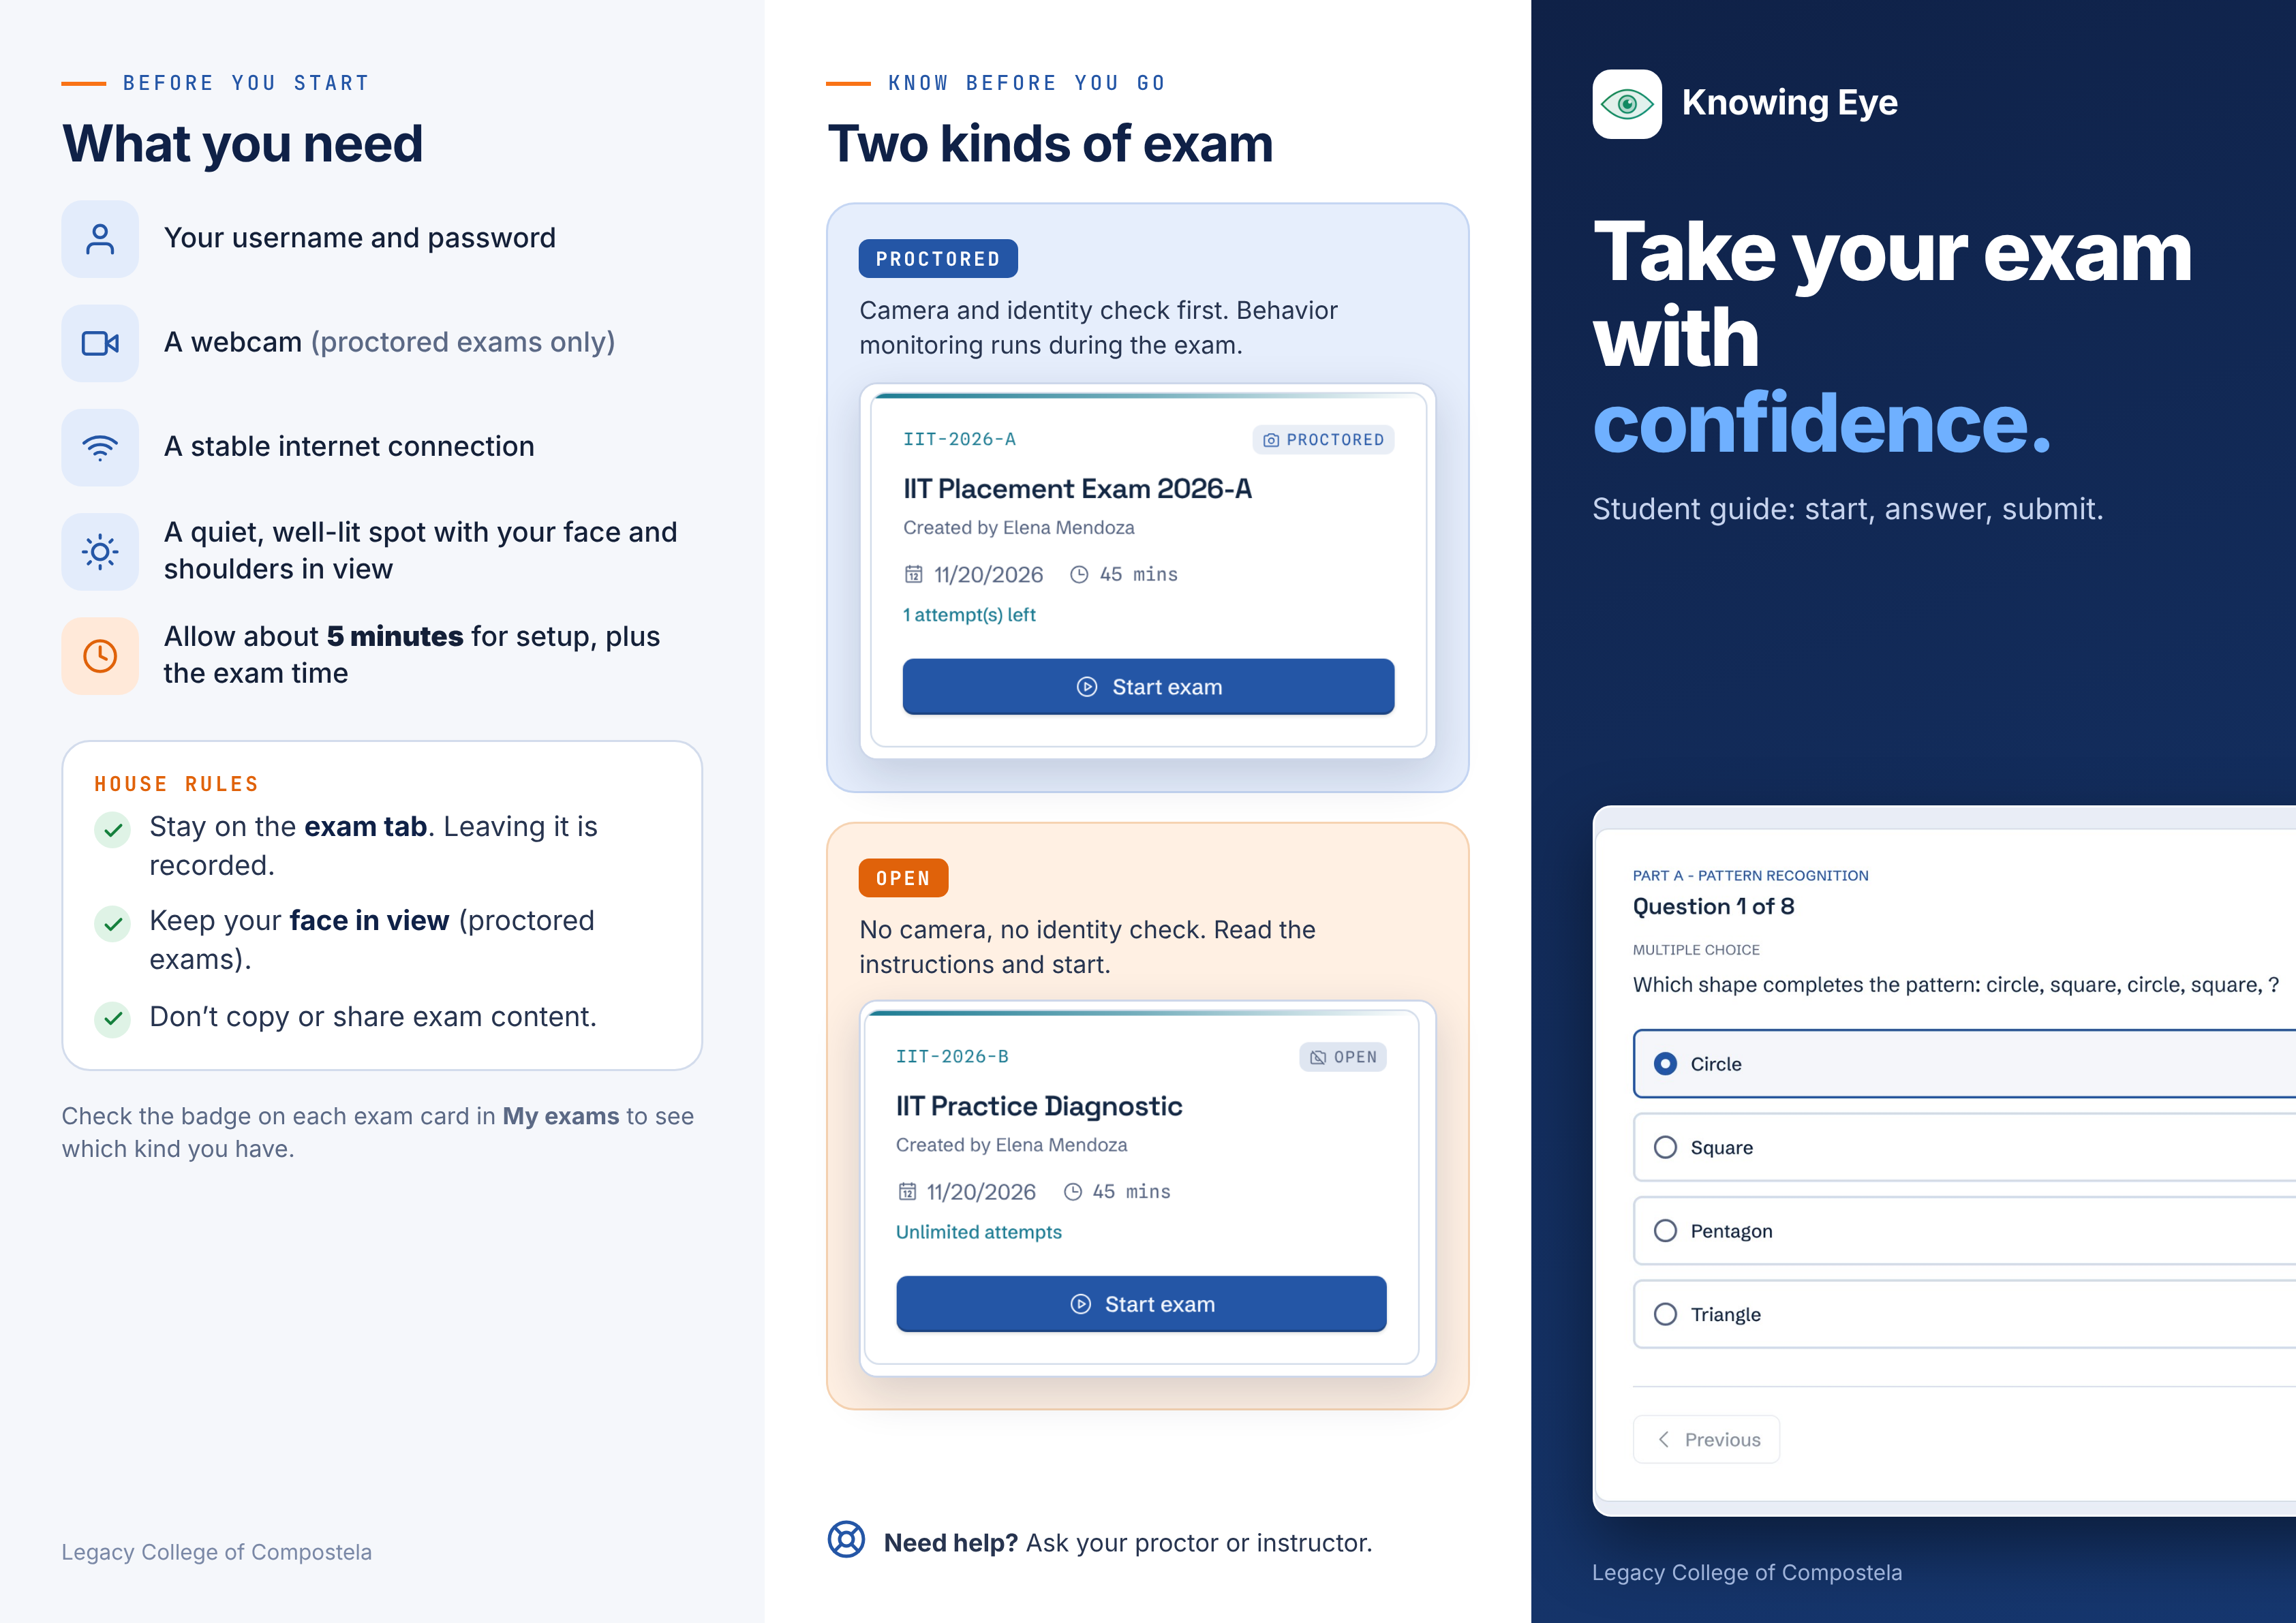 BEFORE YOU START
What you need
Your username and password
A webcam (proctored exams only)
A stable internet connection
A quiet, well-lit spot with your face and
shoulders in view
Allow about 5 minutes for setup, plus
the exam time
HOUSE RULES
Stay on the exam tab. Leaving it is
recorded.
Keep your face in view (proctored
exams).
Don’t copy or share exam content.
Check the badge on each exam card in My exams to see
which kind you have.
Legacy College of Compostela
KNOW BEFORE YOU GO
Two kinds of exam
PROCTORED
Camera and identity check first. Behavior
monitoring runs during the exam.
IIT-2026-A
PROCTORED
IIT Placement Exam 2026-A
Created by Elena Mendoza
11/20/2026 45 mins
1 attempt(s) left
Start exam
OPEN
No camera, no identity check. Read the
instructions and start.
IIT-2026-B
OPEN
IIT Practice Diagnostic
Created by Elena Mendoza
11/20/2026 45 mins
Unlimited attempts
Start exam
Need help? Ask your proctor or instructor.
Knowing Eye
Take your exam
with
confidence.
Student guide: start, answer, submit.
PART A - PATTERN RECOGNITION
Question 1 of 8
MULTIPLE CHOICE
Which shape completes the pattern: circle, square, circle, square, ?
Circle
Square
Pentagon
Triangle
Previous
Legacy College of Compostela